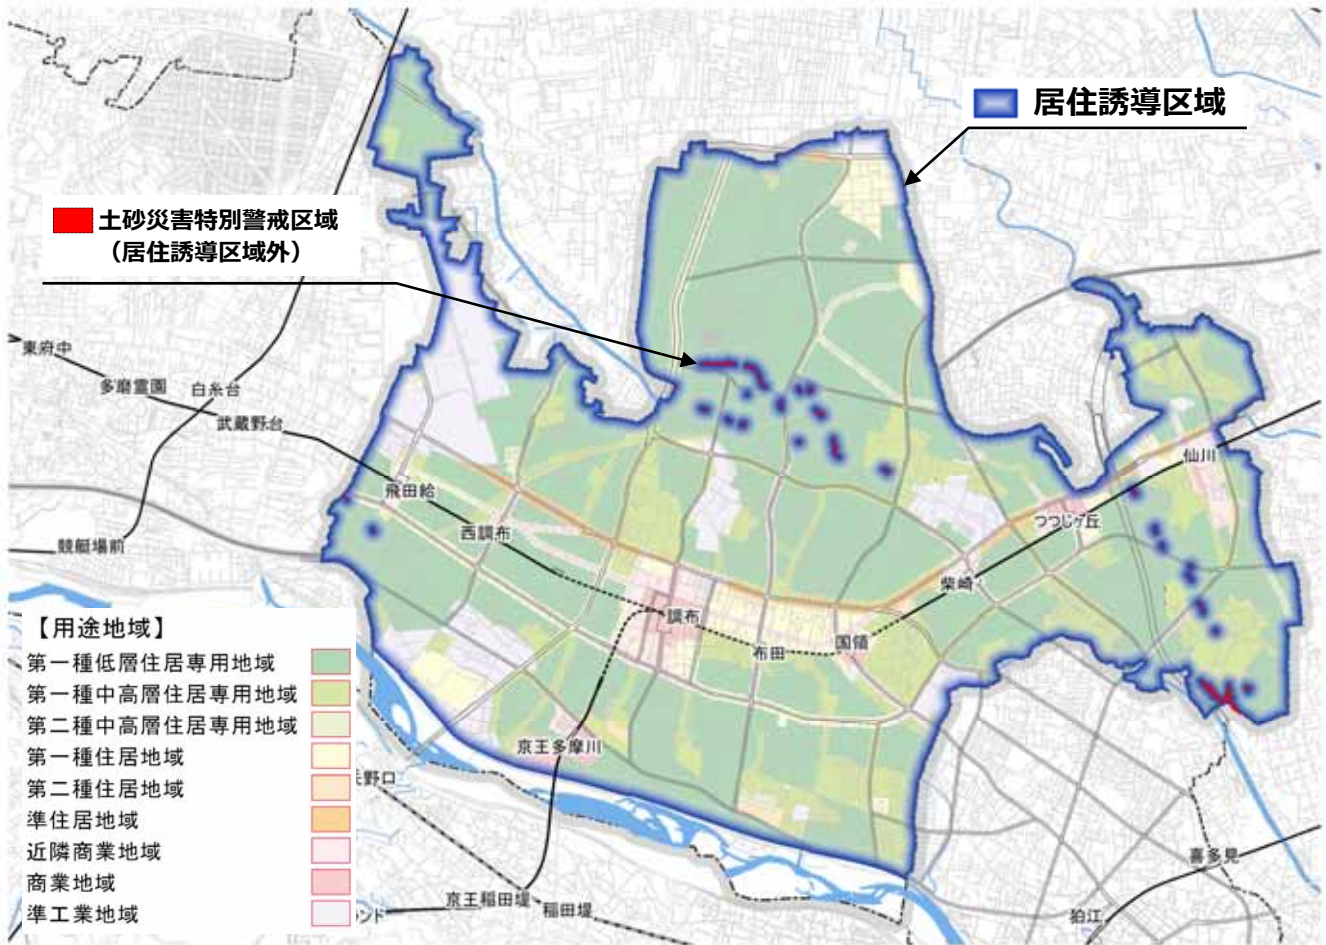 居住誘導区域
土砂災害特別警戒区域
(居住誘導区域外)
東府中
多磨霊園
白糸台
武蔵野台
飛田給
西調布
競艇場前
仙川
つつじヶ丘
柴崎
調布
布田
国領
京王多摩川
【用途地域】
第一種低層住居専用地域
第一種中高層住居専用地域
第二種中高層住居専用地域
第一種住居地域
第二種住居地域
準住居地域
近隣商業地域
商業地域
準工業地域
野口
ンド
京王稲田堤
稲田堤
喜多見
狛江